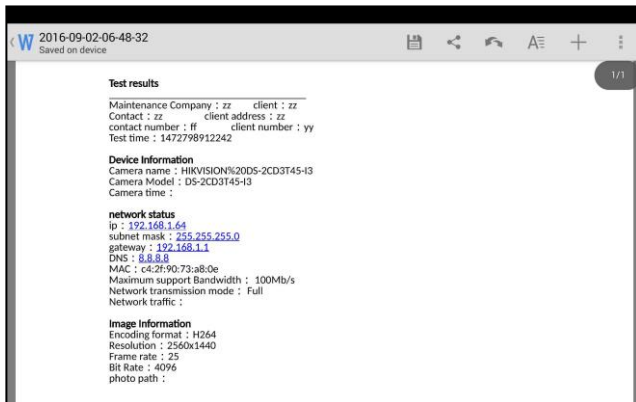 W 2016-09-02-06-48-32
Saved on device
1/1
Test results
Maintenance Company : zz client : zz
Contact : zz client address : zz
contact number : ff client number : yy
Test time : 1472798912242
Device Information
Camera name : HIKVISION%20DS-2CD3T45-I3
Camera Model : DS-2CD3T45-I3
Camera time :
network status
ip : 192.168.1.64
subnet mask : 255.255.255.0
gateway : 192.168.1.1
DNS : 8.8.8.8
MAC : c4:2f:90:73:a8:0e
Maximum support Bandwidth : 100Mb/s
Network transmission mode : Full
Network traffic :
Image Information
Encoding format : H264
Resolution : 2560x1440
Frame rate : 25
Bit Rate : 4096
photo path :